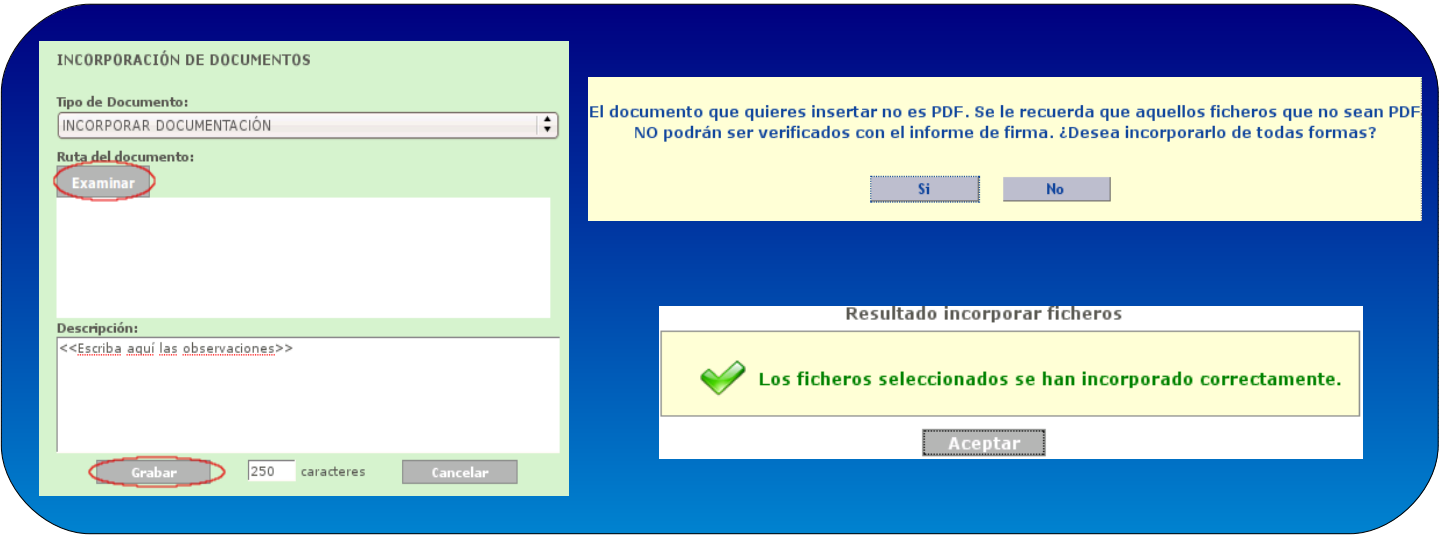 INCORPORACIÓN DE DOCUMENTOS
Tipo de Documento:
INCORPORAR DOCUMENTACIÓN
Ruta del documento:
Examinar
Descripción:
<<Escriba aquí las observaciones>>
Grabar
250 caracteres
Cancelar
El documento que quieres insertar no es PDF. Se le recuerda que aquellos ficheros que no sean PDF
NO podrán ser verificados con el informe de firma. ¿Desea incorporarlo de todas formas?
Si
No
Resultado incorporar ficheros
Los ficheros seleccionados se han incorporado correctamente.
Aceptar